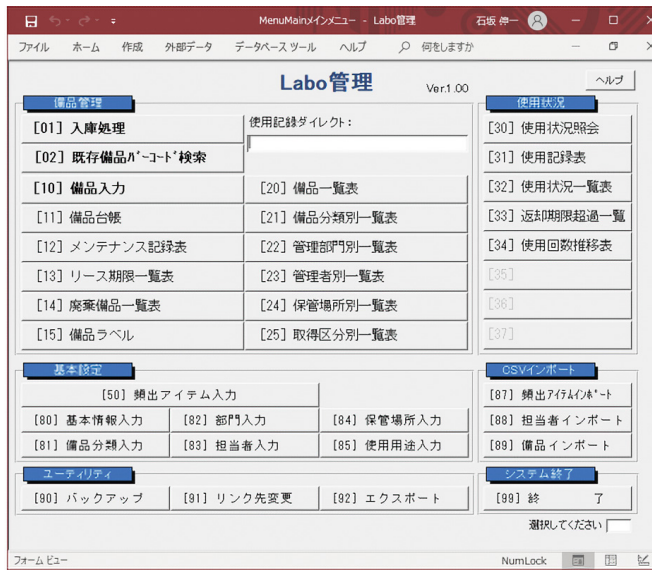 MenuMainメインメニュー - Labo管理 石坂 伸一
ファイル ホーム 作成 外部データ データベース ツール ヘルプ 何をしますか
Labo管理 Ver.1.00 ヘルプ
備品管理
[01] 入庫処理
使用記録ダイレクト：
[02] 既存備品ﾊﾞｰｺｰﾄﾞ検索
[10] 備品入力 [20] 備品一覧表
[11] 備品台帳 [21] 備品分類別一覧表
[12] メンテナンス記録表 [22] 管理部門別一覧表
[13] リース期限一覧表 [23] 管理者別一覧表
[14] 廃棄備品一覧表 [24] 保管場所別一覧表
[15] 備品ラベル [25] 取得区分別一覧表
使用状況
[30] 使用状況照会
[31] 使用記録表
[32] 使用状況一覧表
[33] 返却期限超過一覧
[34] 使用回数推移表
[35]
[36]
[37]
基本設定
[50] 頻出アイテム入力
[80] 基本情報入力 [82] 部門入力 [84] 保管場所入力
[81] 備品分類入力 [83] 担当者入力 [85] 使用用途入力
CSVインポート
[87] 頻出ｱｲﾃﾑｲﾝﾎﾟｰﾄ
[88] 担当者インポート
[89] 備品インポート
ユーティリティ
[90] バックアップ [91] リンク先変更 [92] エクスポート
システム終了
[99] 終 了
選択してください
フォーム ビュー NumLock